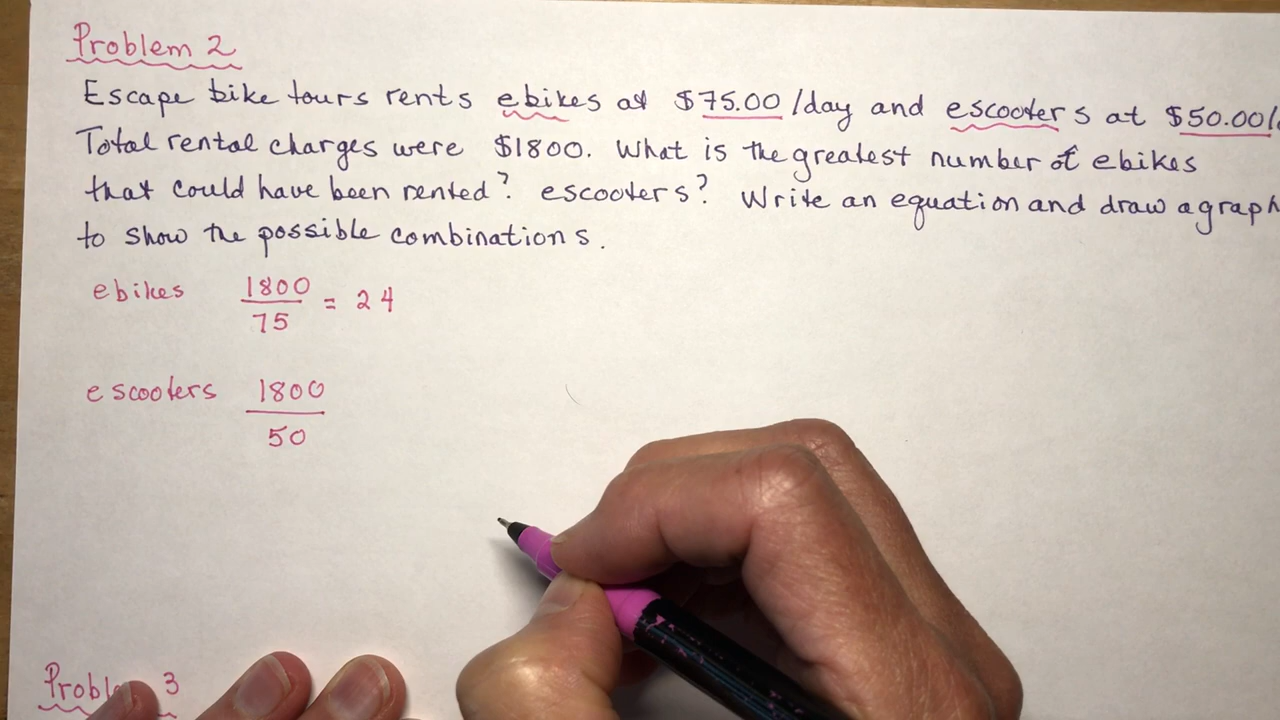 Problem 2
Escape bike tours rents ebikes at $75.00/day and escooters at $50.00/
Total rental charges were $1800. What is the greatest number of ebikes
that could have been rented? escooters? Write an equation and draw a graph
to show the possible combinations.
ebikes 1800/75 = 24
escooters 1800/50
Probl 3